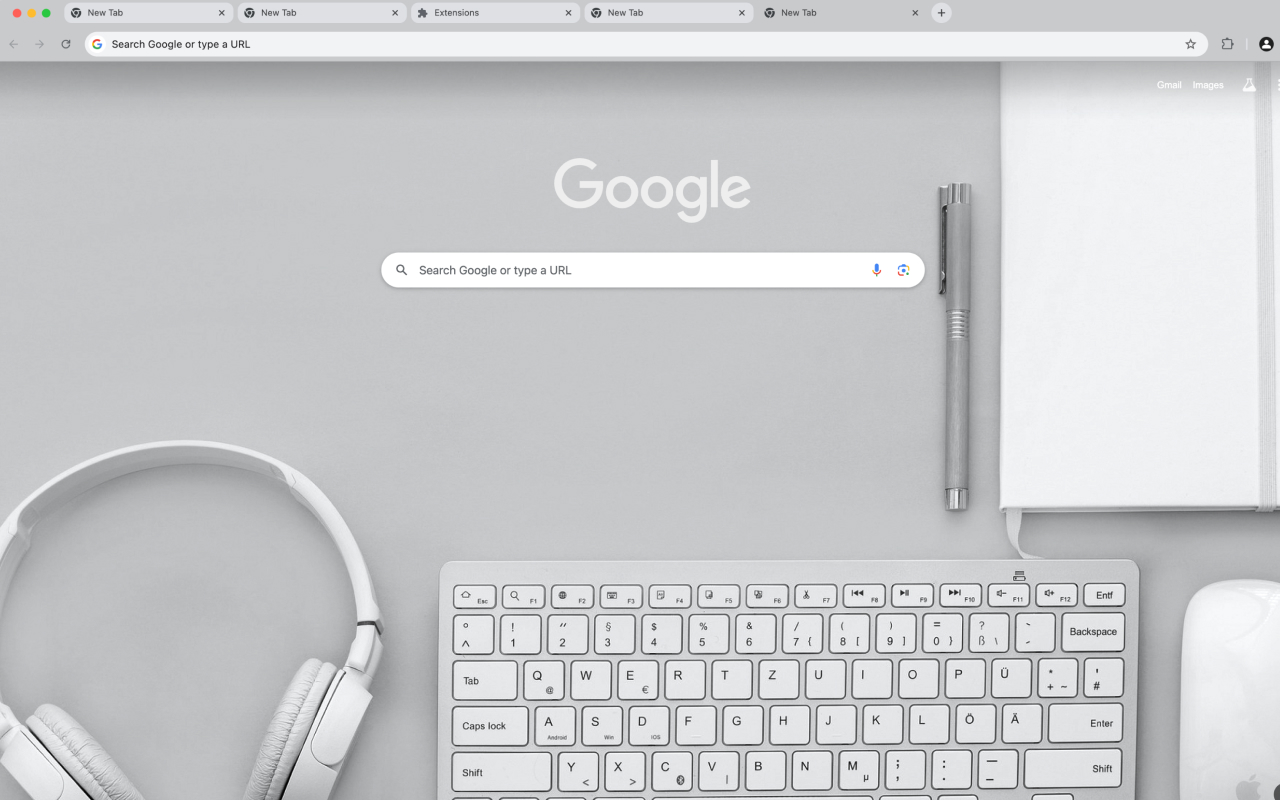 New Tab
New Tab
Extensions
New Tab
New Tab
Search Google or type a URL
Gmail Images
Google
Search Google or type a URL
Esc F1 F2 F3 F4 F5 F6 F7 F8 F9 F10 F11 F12 Entf
° ! " § $ % & / ( ) = ? ~
^ 1 2 3 4 5 6 7 { 8 [ 9 ] 0 } ß \ - Backspace
Tab Q @ W E € R T Z U I O P Ü * + ~ ' #
Caps lock A Android S Win D iOS F G H J K L Ö Ä Enter
Shift Y < X > C V B N M µ ; , : . — – Shift